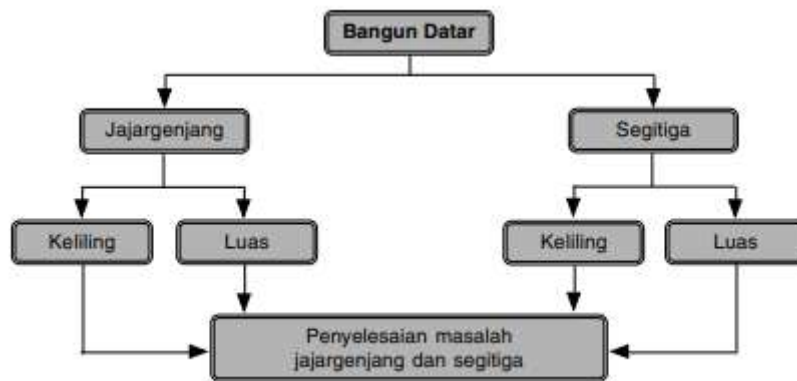 Bangun Datar
Jajargenjang
Segitiga
Keliling
Luas
Keliling
Luas
Penyelesaian masalah
jajargenjang dan segitiga